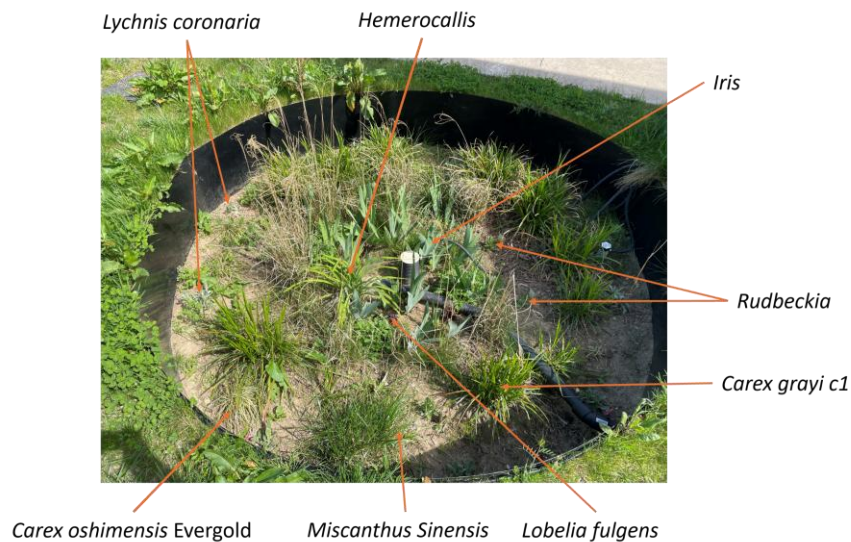 Lychnis coronaria
Hemerocallis
Iris
Rudbeckia
Carex grayi c1
Carex oshimensis Evergold
Miscanthus Sinensis
Lobelia fulgens